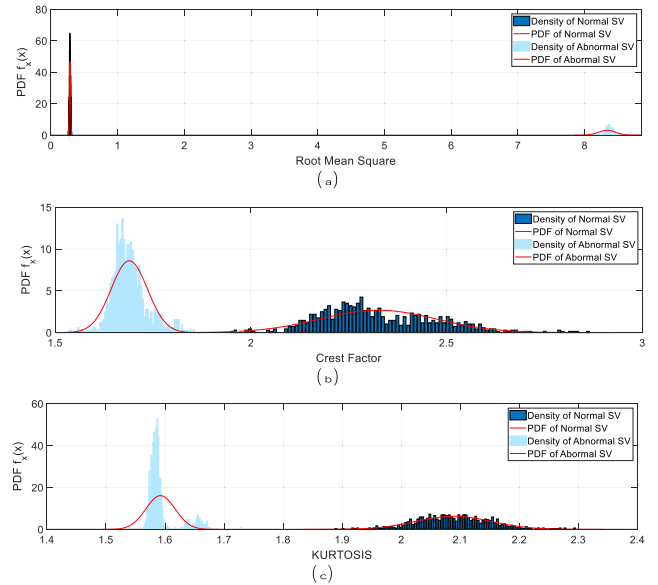 80
60
40
20
0
PDF f_x(x)
Density of Normal SV
PDF of Normal SV
Density of Abnormal SV
PDF of Abormal SV
0 1 2 3 4 5 6 7 8
Root Mean Square
(a)
15
10
5
0
PDF f_x(x)
Density of Normal SV
PDF of Normal SV
Density of Abnormal SV
PDF of Abormal SV
1.5 2 2.5 3
Crest Factor
(b)
60
40
20
0
PDF f_x(x)
Density of Normal SV
PDF of Normal SV
Density of Abnormal SV
PDF of Abormal SV
1.4 1.5 1.6 1.7 1.8 1.9 2 2.1 2.2 2.3 2.4
KURTOSIS
(c)